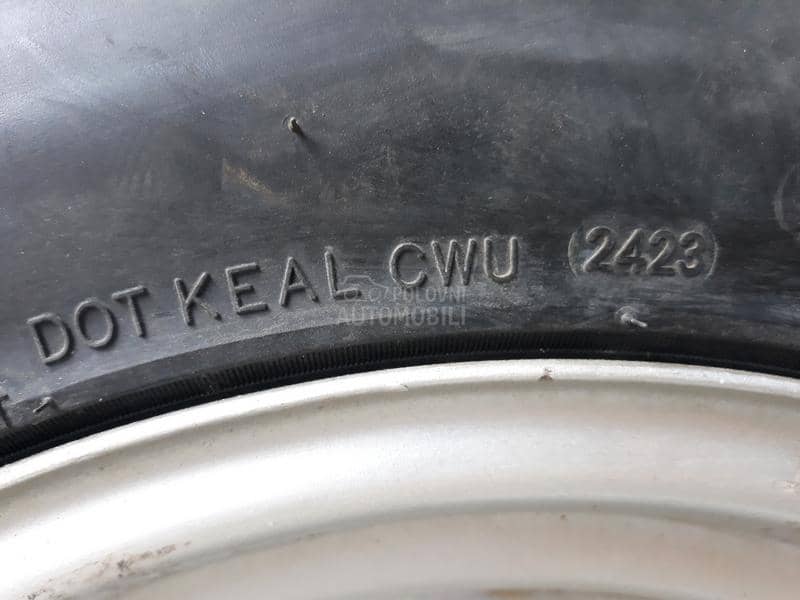 DOT KEAL CWU 2423
POLOVNI
AUTOMOBILI